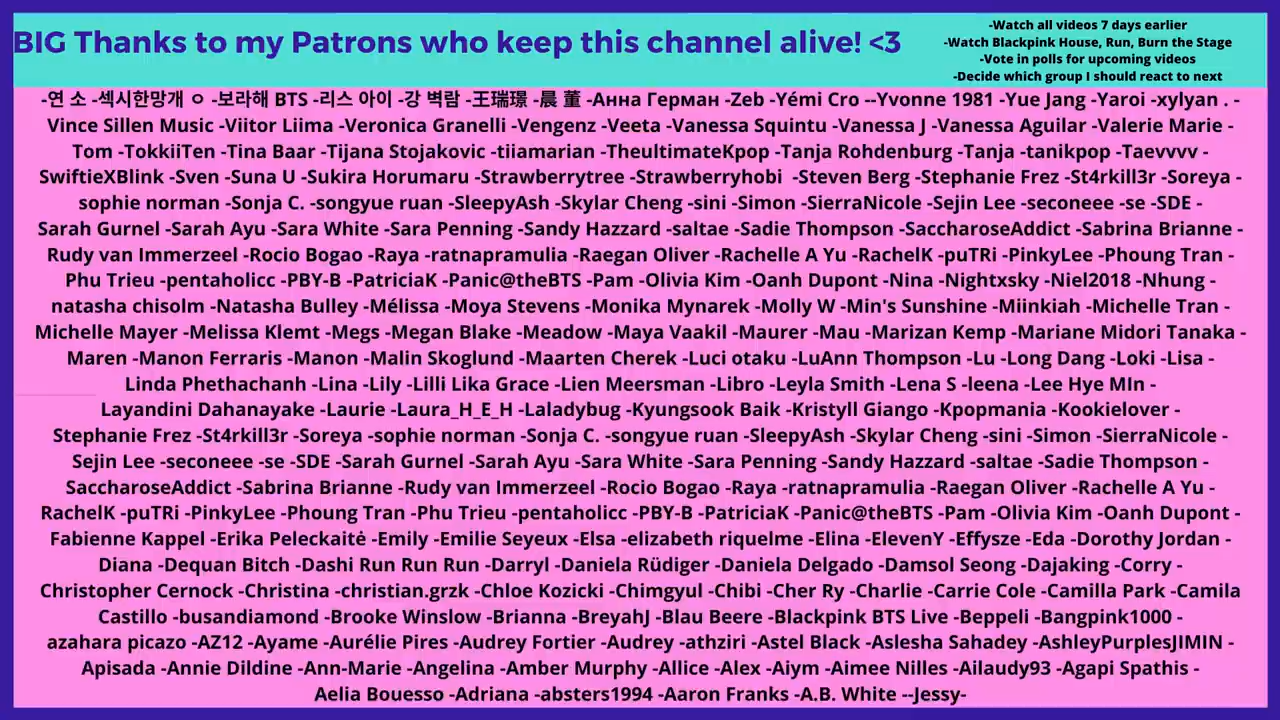 BIG Thanks to my Patrons who keep this channel alive! <3
-Watch all videos 7 days earlier
-Watch Blackpink House, Run, Burn the Stage
-Vote in polls for upcoming videos
-Decide which group I should react to next
-연 소 -섹시한망개 ㅇ -보라해 BTS -리스 아이 -강 벽람 -王瑞璟 -晨 董 -Анна Герман -Zeb -Yémi Cro --Yvonne 1981 -Yue Jang -Yaroi -xylyan . -
Vince Sillen Music -Viitor Liima -Veronica Granelli -Vengenz -Veeta -Vanessa Squintu -Vanessa J -Vanessa Aguilar -Valerie Marie -
Tom -TokkiiTen -Tina Baar -Tijana Stojakovic -tiiamarian -TheultimateKpop -Tanja Rohdenburg -Tanja -tanikpop -Taevvvv -
SwiftieXBlink -Sven -Suna U -Sukira Horumaru -Strawberrytree -Strawberryhobi -Steven Berg -Stephanie Frez -St4rkill3r -Soreya -
sophie norman -Sonja C. -songyue ruan -SleepyAsh -Skylar Cheng -sini -Simon -SierraNicole -Sejin Lee -seconeee -se -SDE -
Sarah Gurnel -Sarah Ayu -Sara White -Sara Penning -Sandy Hazzard -saltae -Sadie Thompson -SaccharoseAddict -Sabrina Brianne -
Rudy van Immerzeel -Rocio Bogao -Raya -ratnapramulia -Raegan Oliver -Rachelle A Yu -RachelK -puTRi -PinkyLee -Phoung Tran -
Phu Trieu -pentaholicc -PBY-B -PatriciaK -Panic@theBTS -Pam -Olivia Kim -Oanh Dupont -Nina -Nightxsky -Niel2018 -Nhung -
natasha chisolm -Natasha Bulley -Mélissa -Moya Stevens -Monika Mynarek -Molly W -Min's Sunshine -Miinkiah -Michelle Tran -
Michelle Mayer -Melissa Klemt -Megs -Megan Blake -Meadow -Maya Vaakil -Maurer -Mau -Marizan Kemp -Mariane Midori Tanaka -
Maren -Manon Ferraris -Manon -Malin Skoglund -Maarten Cherek -Luci otaku -LuAnn Thompson -Lu -Long Dang -Loki -Lisa -
Linda Phethachanh -Lina -Lily -Lilli Lika Grace -Lien Meersman -Libro -Leyla Smith -Lena S -leena -Lee Hye MIn -
Layandini Dahanayake -Laurie -Laura_H_E_H -Laladybug -Kyungsook Baik -Kristyll Giango -Kpopmania -Kookielover -
Stephanie Frez -St4rkill3r -Soreya -sophie norman -Sonja C. -songyue ruan -SleepyAsh -Skylar Cheng -sini -Simon -SierraNicole -
Sejin Lee -seconeee -se -SDE -Sarah Gurnel -Sarah Ayu -Sara White -Sara Penning -Sandy Hazzard -saltae -Sadie Thompson -
SaccharoseAddict -Sabrina Brianne -Rudy van Immerzeel -Rocio Bogao -Raya -ratnapramulia -Raegan Oliver -Rachelle A Yu -
RachelK -puTRi -PinkyLee -Phoung Tran -Phu Trieu -pentaholicc -PBY-B -PatriciaK -Panic@theBTS -Pam -Olivia Kim -Oanh Dupont -
Fabienne Kappel -Erika Peleckaitė -Emily -Emilie Seyeux -Elsa -elizabeth riquelme -Elina -ElevenY -Effysze -Eda -Dorothy Jordan -
Diana -Dequan Bitch -Dashi Run Run Run -Darryl -Daniela Rüdiger -Daniela Delgado -Damsol Seong -Dajaking -Corry -
Christopher Cernock -Christina -christian.grzk -Chloe Kozicki -Chimgyul -Chibi -Cher Ry -Charlie -Carrie Cole -Camilla Park -Camila
Castillo -busandiamond -Brooke Winslow -Brianna -BreyahJ -Blau Beere -Blackpink BTS Live -Beppeli -Bangpink1000 -
azahara picazo -AZ12 -Ayame -Aurélie Pires -Audrey Fortier -Audrey -athziri -Astel Black -Aslesha Sahadey -AshleyPurplesJIMIN -
Apisada -Annie Dildine -Ann-Marie -Angelina -Amber Murphy -Allice -Alex -Aiym -Aimee Nilles -Ailaudy93 -Agapi Spathis -
Aelia Bouesso -Adriana -absters1994 -Aaron Franks -A.B. White --Jessy-